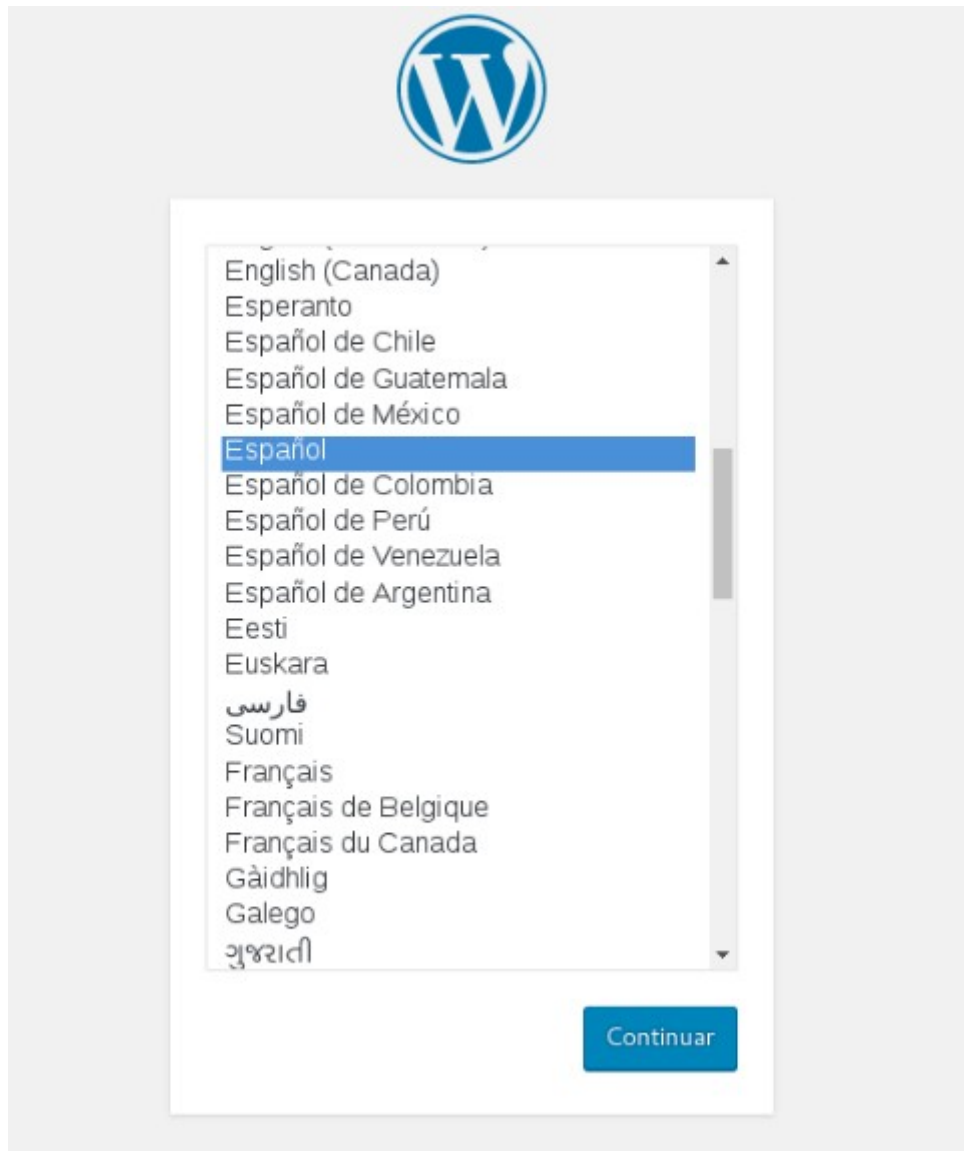 English (Canada)
Esperanto
Español de Chile
Español de Guatemala
Español de México
Español
Español de Colombia
Español de Perú
Español de Venezuela
Español de Argentina
Eesti
Euskara
فارسی
Suomi
Français
Français de Belgique
Français du Canada
Gàidhlig
Galego
ગુજરાતી
Continuar